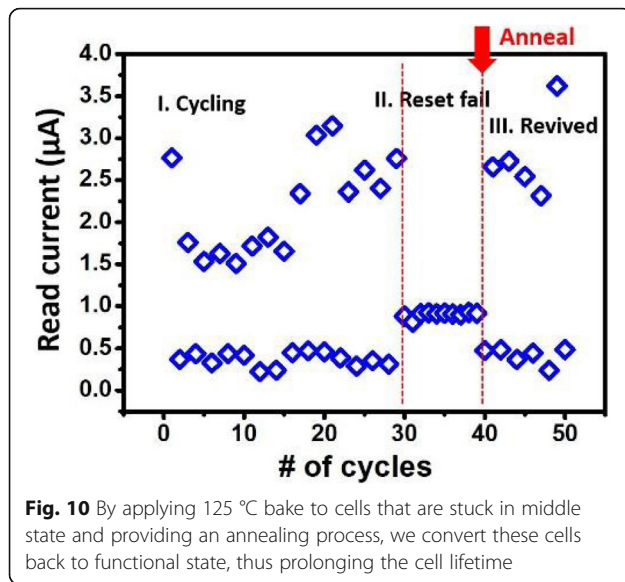 Anneal
4.0
3.5
3.0
2.5
2.0
1.5
1.0
0.5
0.0
Read current (µA)
I. Cycling
II. Reset fail
III. Revived
0 10 20 30 40 50
# of cycles
Fig. 10 By applying 125 °C bake to cells that are stuck in middle
state and providing an annealing process, we convert these cells
back to functional state, thus prolonging the cell lifetime